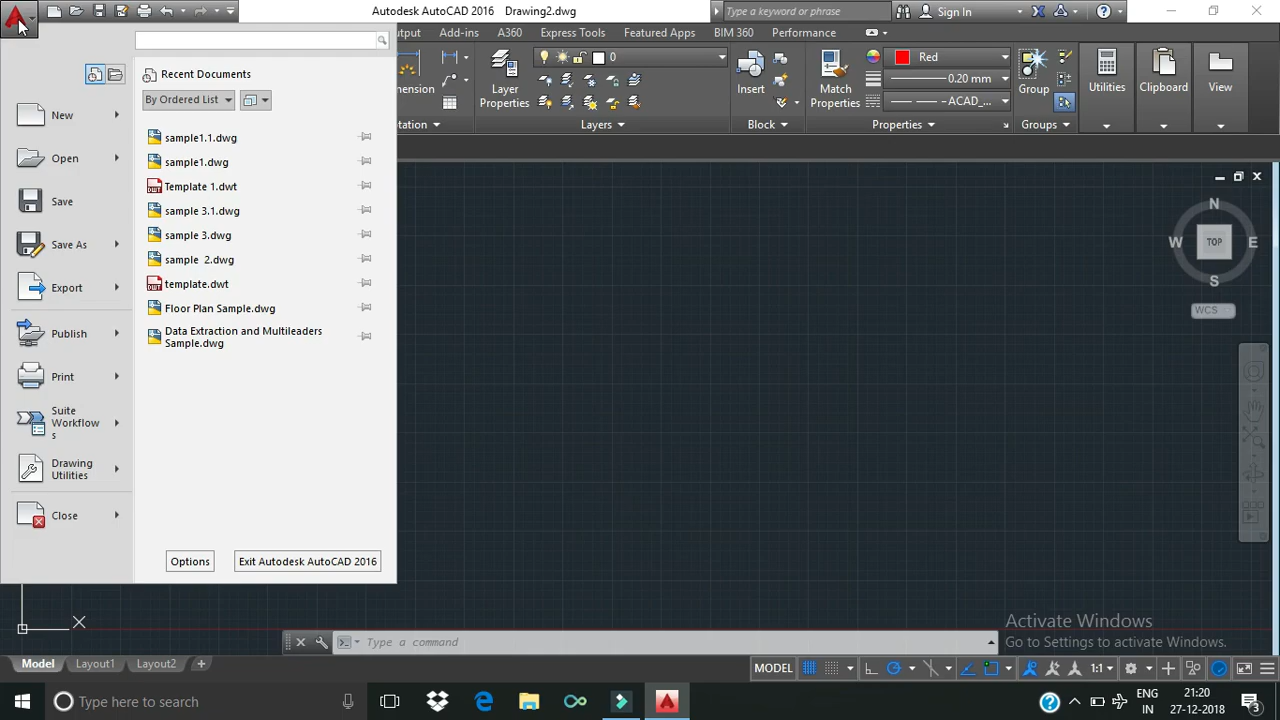 Autodesk AutoCAD 2016 Drawing2.dwg
Type a keyword or phrase
Sign In
Add-ins
A360
Express Tools
Featured Apps
BIM 360
Performance
Layer
Properties
0
Layers
Insert
Block
Match
Properties
Red
0.20 mm
ACAD_...
Properties
Group
Groups
Utilities
Clipboard
View
Recent Documents
By Ordered List
New
Open
Save
Save As
Export
Publish
Print
Suite
Workflow
s
Drawing
Utilities
Close
sample1.1.dwg
sample1.dwg
Template 1.dwt
sample 3.1.dwg
sample 3.dwg
sample 2.dwg
template.dwt
Floor Plan Sample.dwg
Data Extraction and Multileaders
Sample.dwg
Options
Exit Autodesk AutoCAD 2016
N
W
TOP
E
S
WCS
X
Type a command
Activate Windows
Go to Settings to activate Windows.
Model
Layout1
Layout2
MODEL
1:1
Type here to search
ENG
IN
21:20
27-12-2018
3